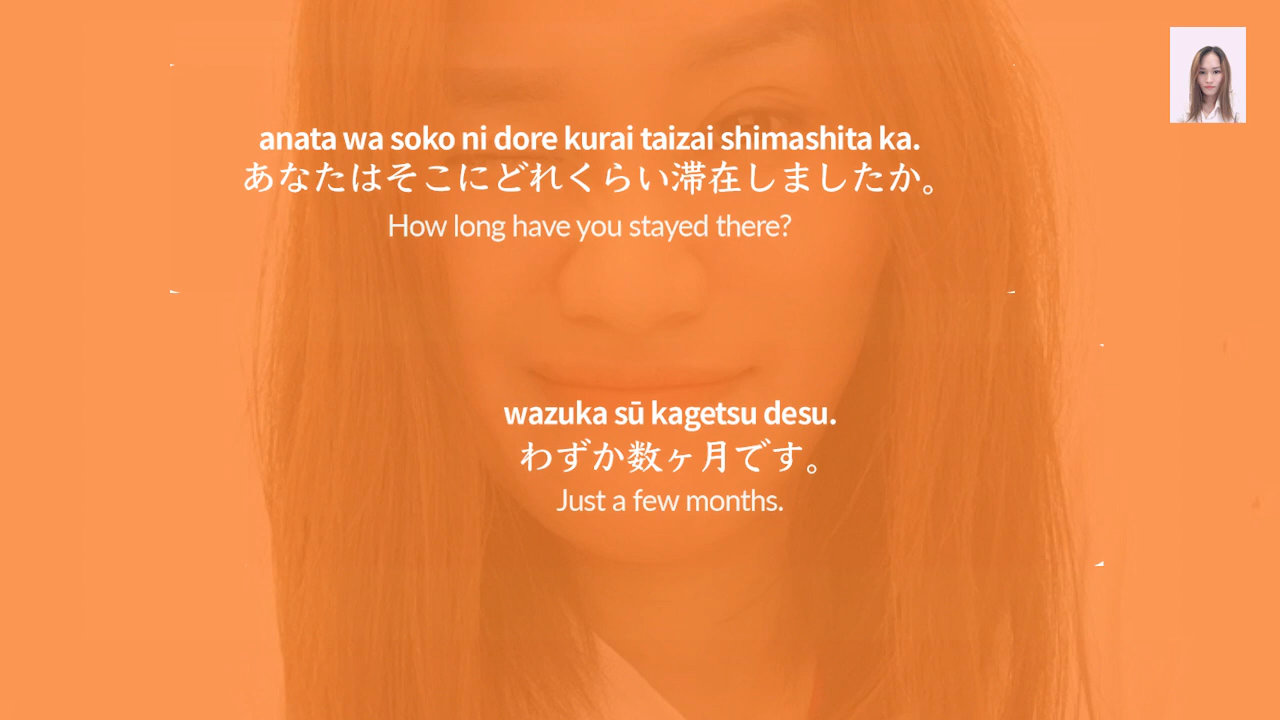 anata wa soko ni dore kurai taizai shimashita ka.
あなたはそこにどれくらい滞在しましたか。
How long have you stayed there?
wazuka sū kagetsu desu.
わずか数ヶ月です。
Just a few months.